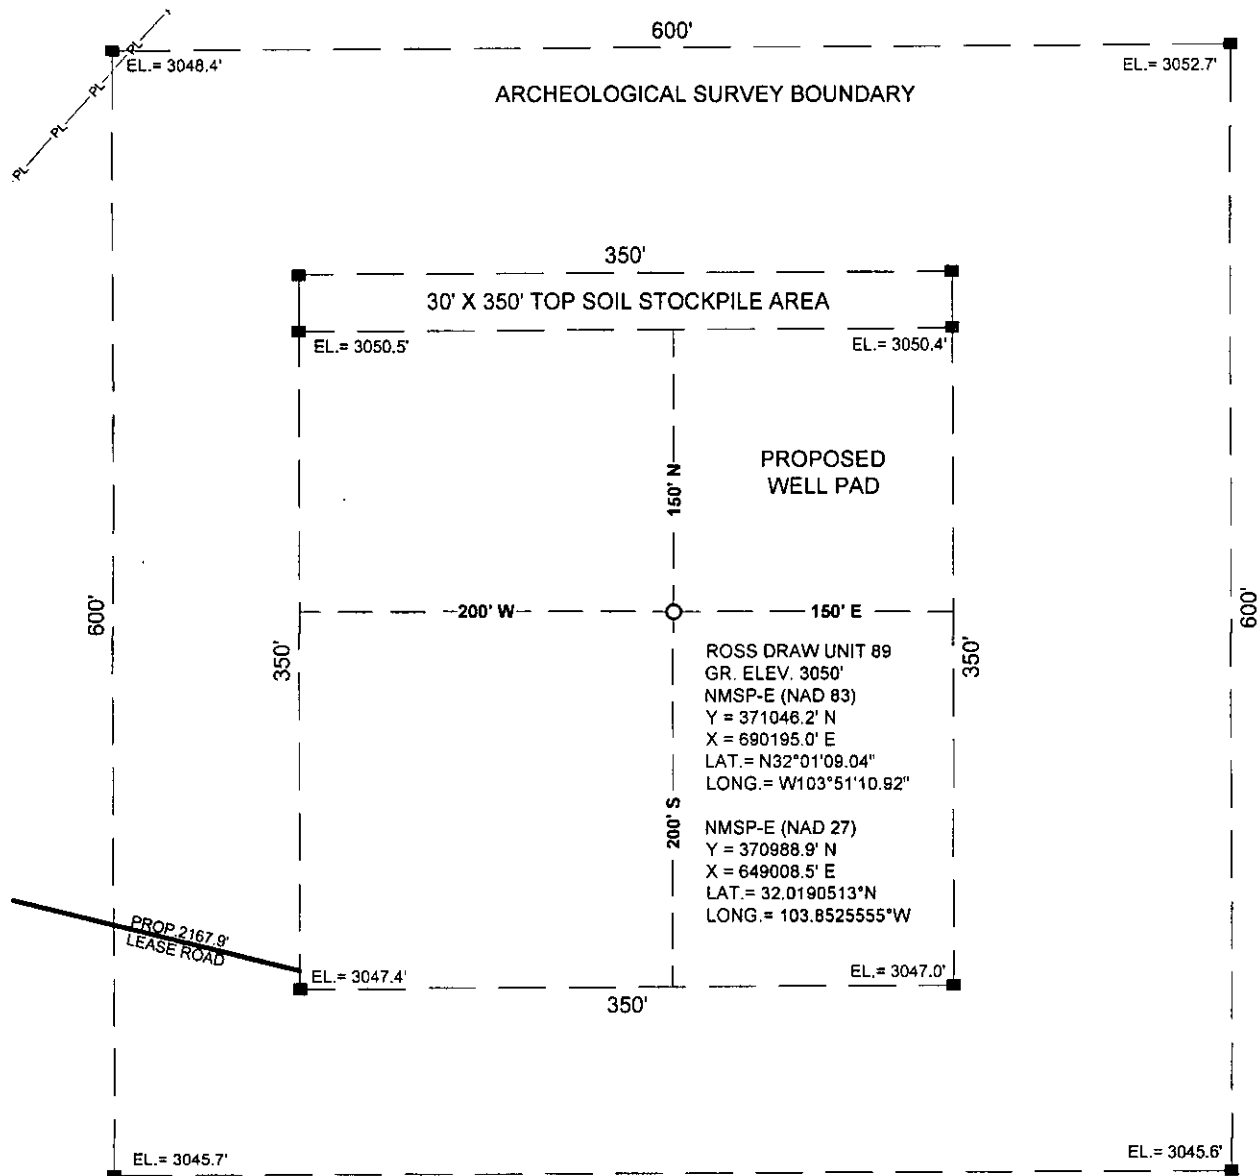 600'
PL
PL
PL
PL
EL.= 3048.4'
EL.= 3052.7'
ARCHEOLOGICAL SURVEY BOUNDARY
350'
30' X 350' TOP SOIL STOCKPILE AREA
EL.= 3050.5'
EL.= 3050.4'
PROPOSED
WELL PAD
150' N
600'
200' W
150' E
600'
350'
350'
ROSS DRAW UNIT 89
GR. ELEV. 3050'
NMSP-E (NAD 83)
Y = 371046.2' N
X = 690195.0' E
LAT.= N32°01'09.04"
LONG.= W103°51'10.92"
200' S
NMSP-E (NAD 27)
Y = 370988.9' N
X = 649008.5' E
LAT.= 32.0190513°N
LONG.= 103.8525555°W
PROP.2167.9'
LEASE ROAD
EL.= 3047.4'
EL.= 3047.0'
350'
EL.= 3045.7'
EL.= 3045.6'